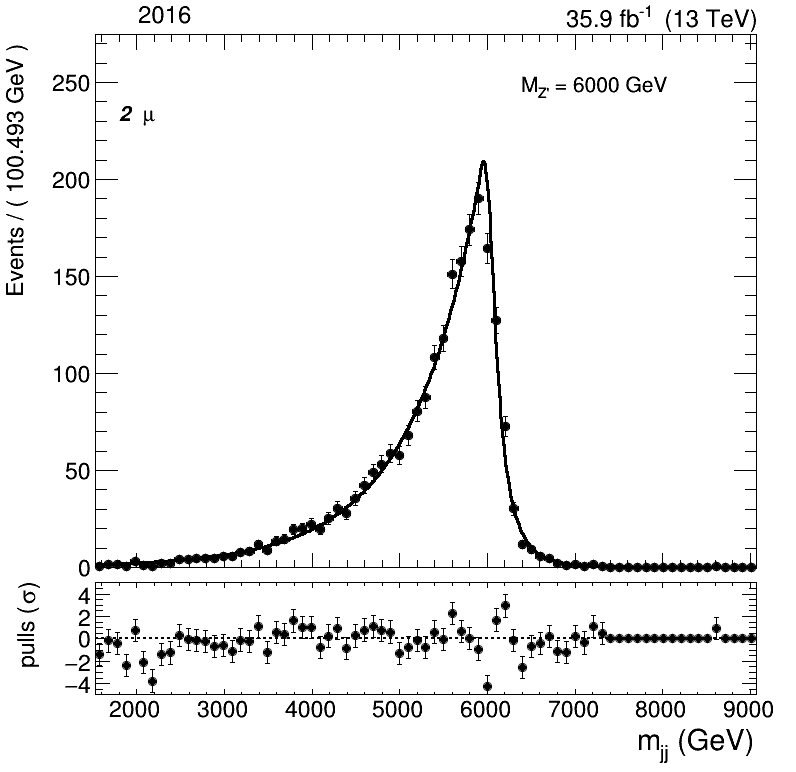 2016 35.9 fb⁻¹ (13 TeV)
Events / ( 100.493 GeV )
250
200
150
100
50
0
2 μ
M_Z' = 6000 GeV
pulls (σ)
4
2
0
−2
−4
2000 3000 4000 5000 6000 7000 8000 9000
m_jj (GeV)